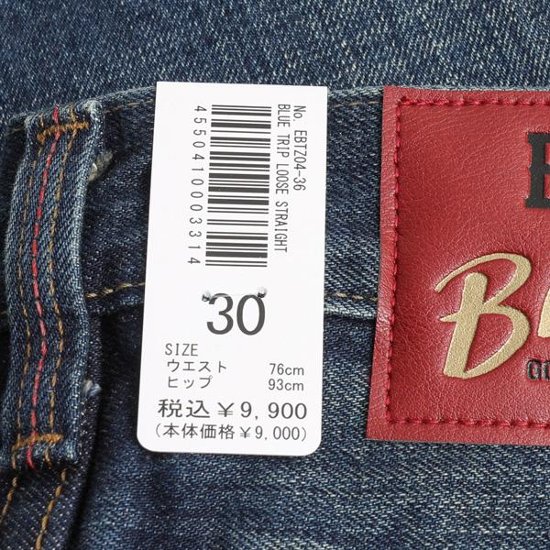 No. EBTZ04-36
BLUE TRIP LOOSE STRAIGHT
4550410003314
30
SIZE
ウエスト 76cm
ヒップ 93cm
税込¥9,900
(本体価格¥9,000)